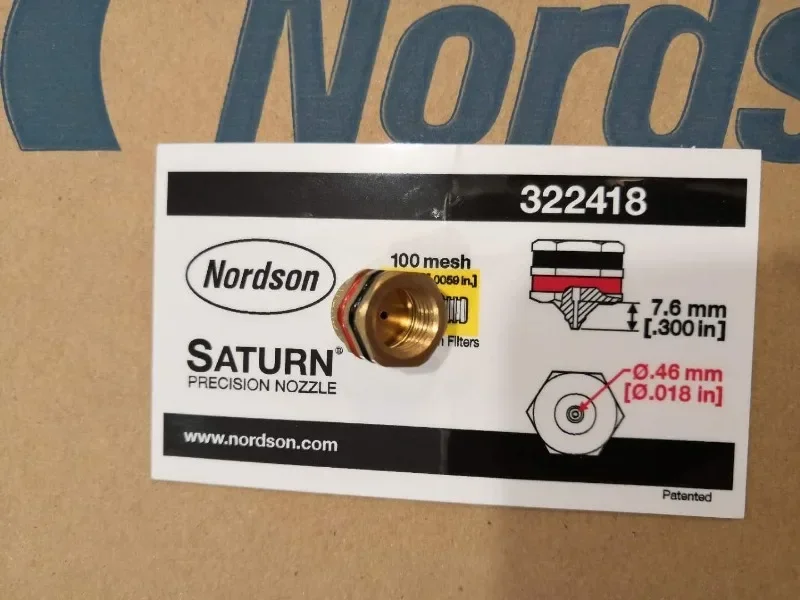 Nords
322418
Nordson
100 mesh
.0059 in.]
Filters
SATURN®
PRECISION NOZZLE
7.6 mm
[.300 in]
Ø.46 mm
[Ø.018 in]
www.nordson.com
Patented